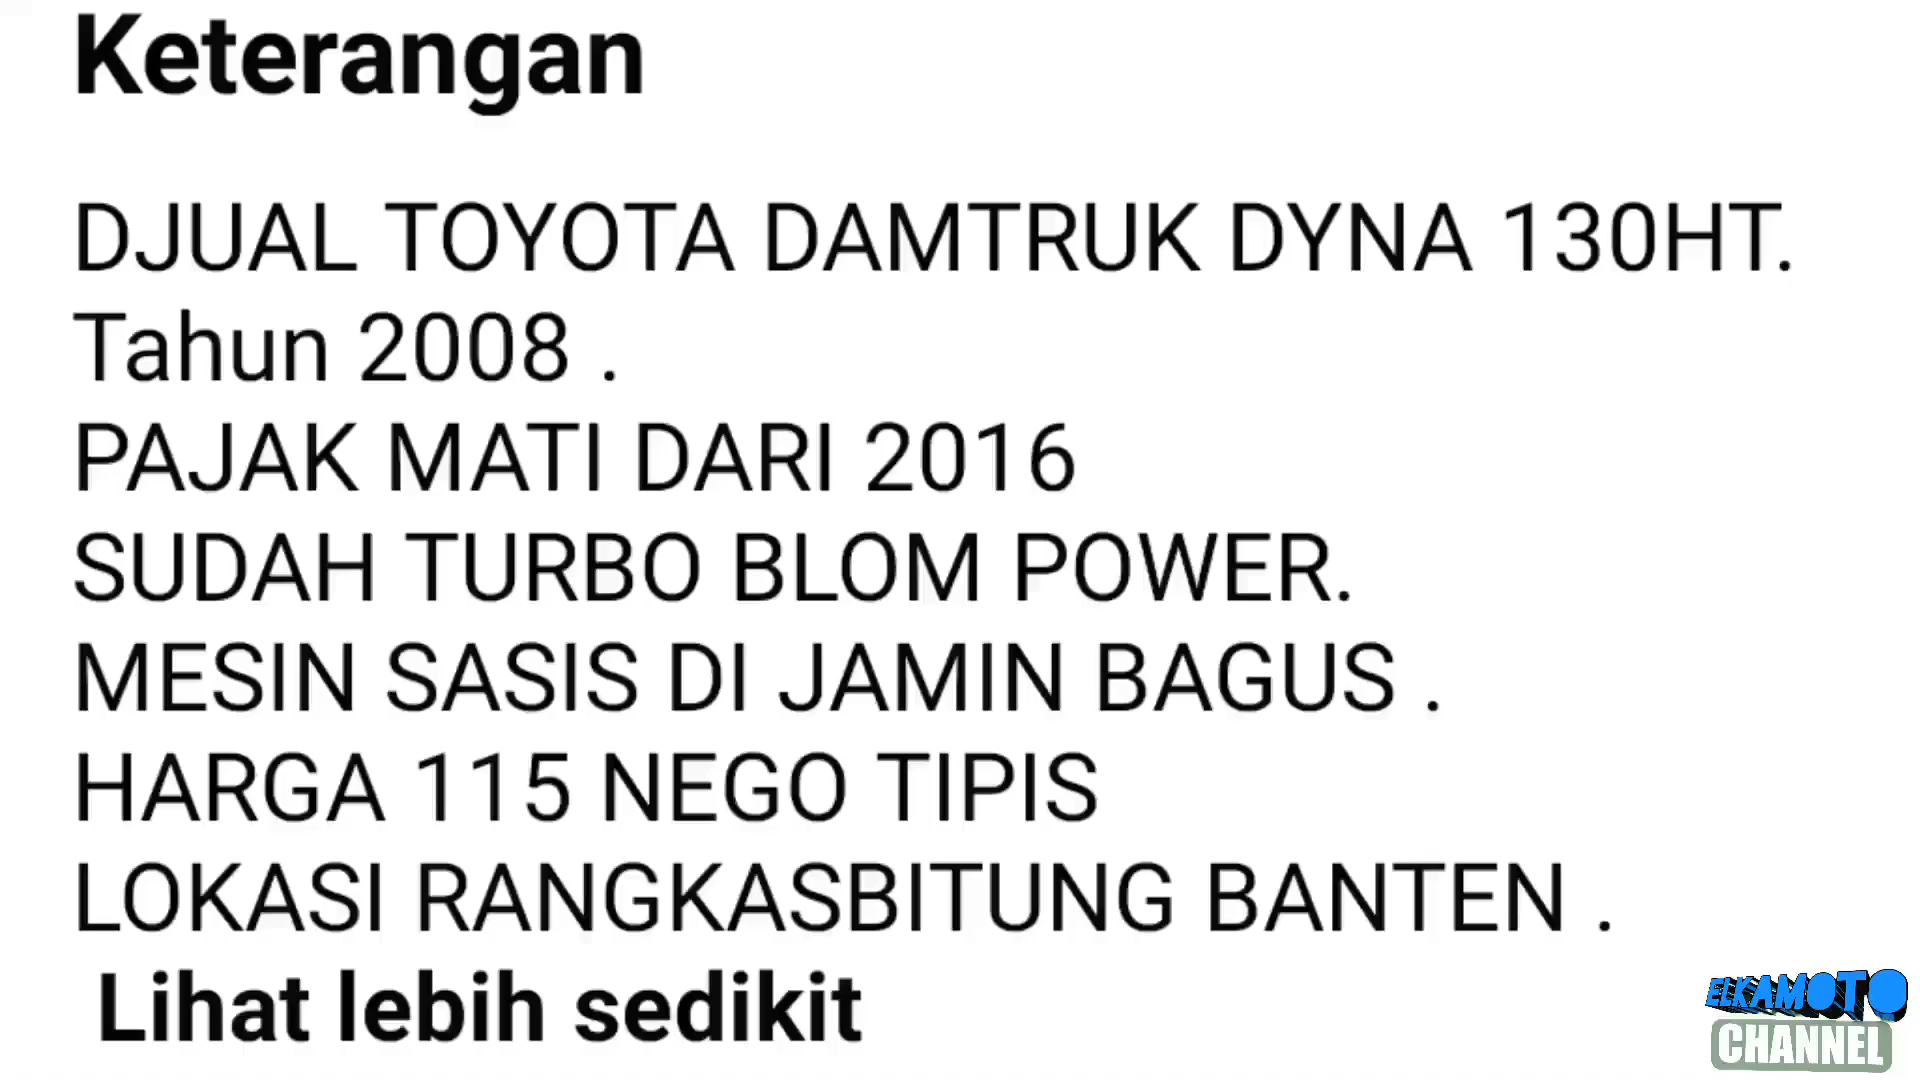 Keterangan
DJUAL TOYOTA DAMTRUK DYNA 130HT.
Tahun 2008 .
PAJAK MATI DARI 2016
SUDAH TURBO BLOM POWER.
MESIN SASIS DI JAMIN BAGUS .
HARGA 115 NEGO TIPIS
LOKASI RANGKASBITUNG BANTEN .
Lihat lebih sedikit
ELKAMOTO
CHANNEL